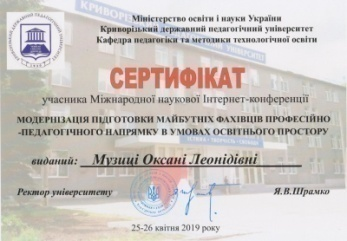 Міністерство освіти і науки України
Криворізький державний педагогічний університет
Кафедра педагогіки та методики технологічної освіти
СЕРТИФІКАТ
учасника Міжнародної наукової Інтернет-конференції
МОДЕРНІЗАЦІЯ ПІДГОТОВКИ МАЙБУТНІХ ФАХІВЦІВ ПРОФЕСІЙНО
-ПЕДАГОГІЧНОГО НАПРЯМКУ В УМОВАХ ОСВІТНЬОГО ПРОСТОРУ
виданий: Музиці Оксані Леонідівні
Ректор університету Я.В.Шрамко
25-26 квітня 2019 року